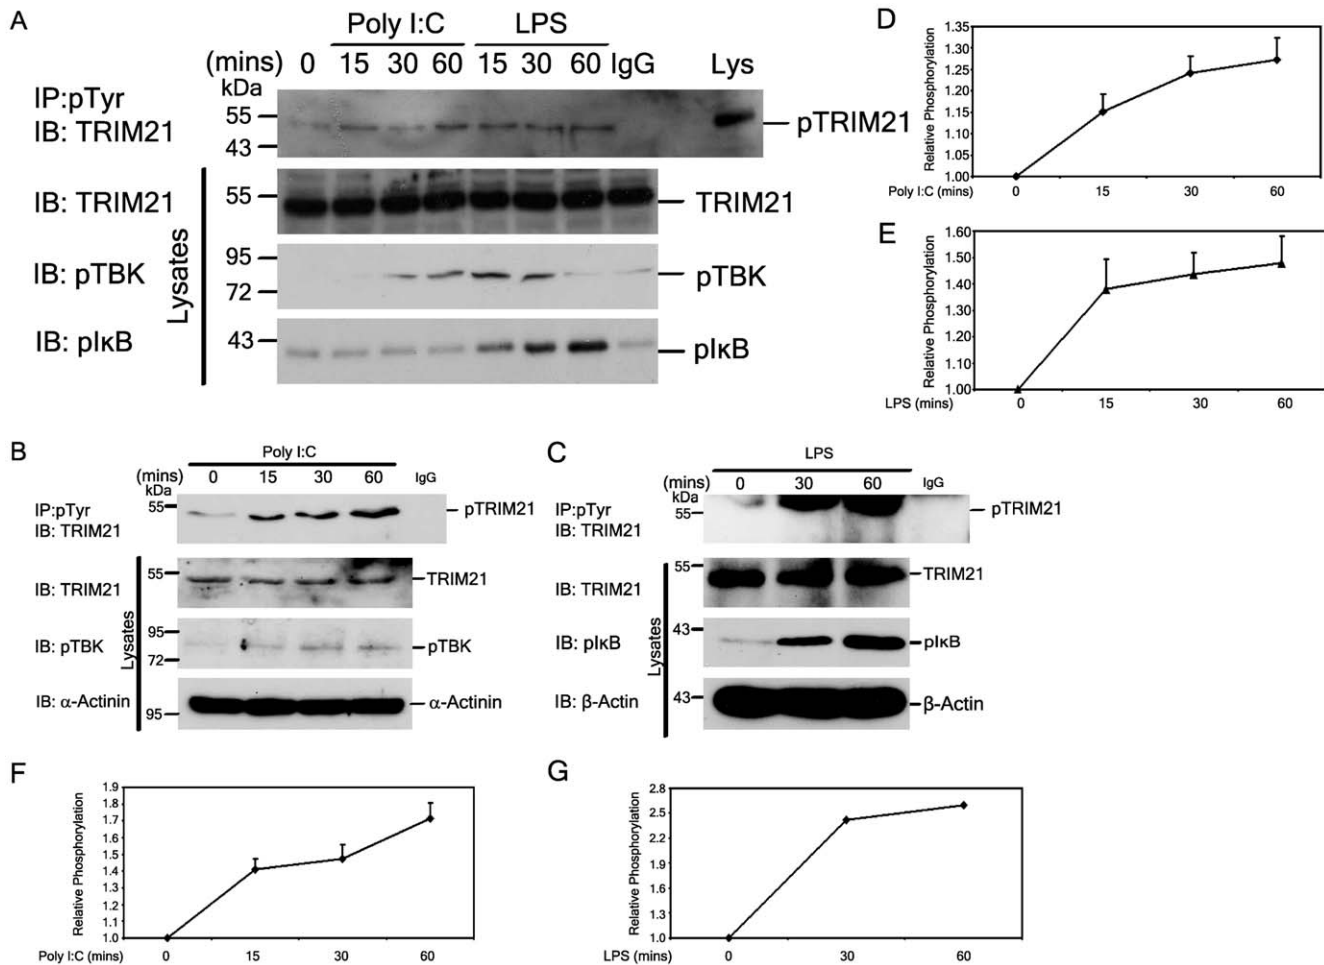 A
Poly I:C LPS
(mins) 0 15 30 60 15 30 60 IgG Lys
kDa
IP:pTyr
IB: TRIM21
55
43
pTRIM21
IB: TRIM21
55
TRIM21
IB: pTBK
95
72
pTBK
IB: pIκB
43
pIκB
Lysates
D
Relative Phosphorylation
1.35
1.25
1.20
1.15
1.10
1.05
1.00
Poly I:C (mins) 0 15 30 60
E
Relative Phosphorylation
1.60
1.50
1.40
1.30
1.20
1.10
1.00
LPS (mins) 0 15 30 60
B
Poly I:C
(mins) 0 15 30 60 IgG
kDa
IP:pTyr
IB: TRIM21
55
pTRIM21
IB: TRIM21
55
TRIM21
IB: pTBK
95
72
pTBK
IB: α-Actinin
95
α-Actinin
Lysates
C
LPS
(mins) 0 30 60 IgG
kDa
IP:pTyr
IB: TRIM21
55
pTRIM21
IB: TRIM21
55
TRIM21
IB: pIκB
43
pIκB
IB: β-Actin
43
β-Actin
Lysates
F
Relative Phosphorylation
1.9
1.8
1.7
1.6
1.5
1.4
1.3
1.2
1.1
1.0
Poly I:C (mins) 0 15 30 60
G
Relative Phosphorylation
2.8
2.5
2.2
1.9
1.6
1.3
1.0
LPS (mins) 0 30 60